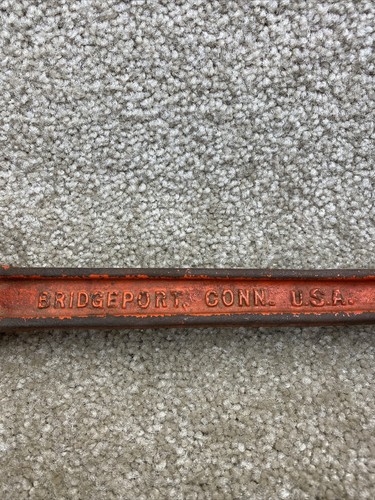 BRIDGEPORT, CONN. U.S.A.